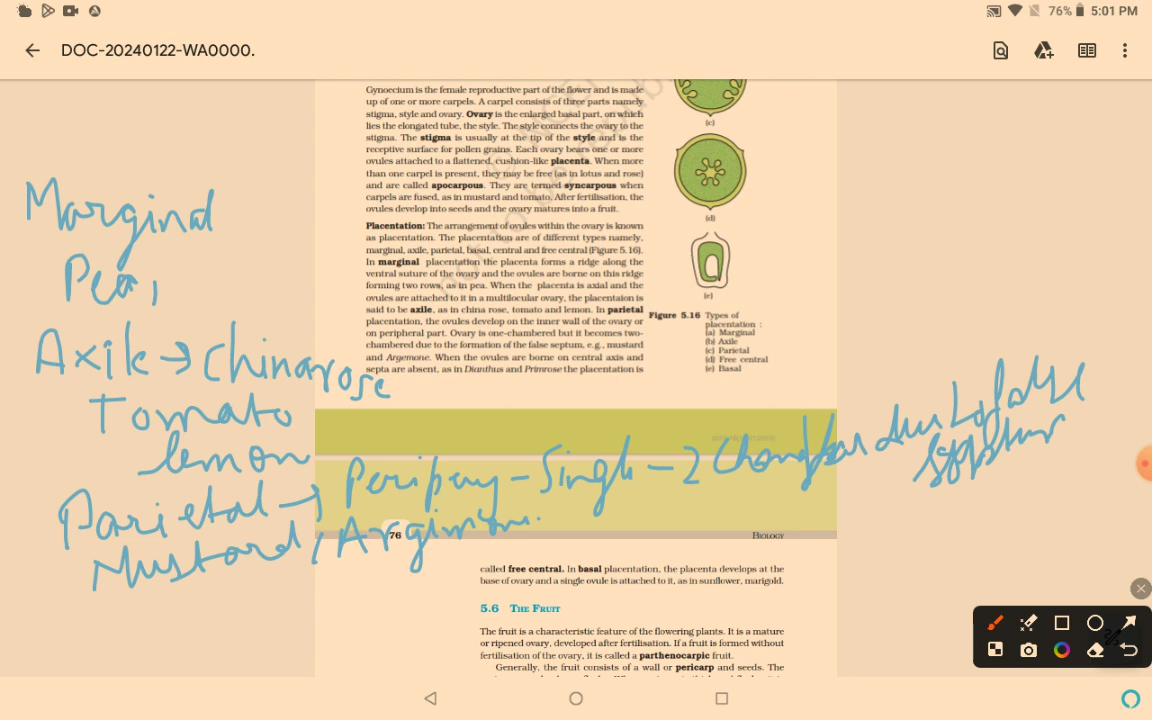 76% 5:01 PM
DOC-20240122-WA0000.
Gynoecium is the female reproductive part of the flower and is made
up of one or more carpels. A carpel consists of three parts namely
stigma, style and ovary. Ovary is the enlarged basal part, on which
lies the elongated tube, the style. The style connects the ovary to the
stigma. The stigma is usually at the tip of the style and is the
receptive surface for pollen grains. Each ovary bears one or more
ovules attached to a flattened, cushion-like placenta. When more
than one carpel is present, they may be free (as in lotus and rose)
and are called apocarpous. They are termed syncarpous when
carpels are fused, as in mustard and tomato. After fertilisation, the
ovules develop into seeds and the ovary matures into a fruit.
Placentation: The arrangement of ovules within the ovary is known
as placentation. The placentation are of different types namely,
marginal, axile, parietal, basal, central and free central (Figure 5.16).
In marginal placentation the placenta forms a ridge along the
ventral suture of the ovary and the ovules are borne on this ridge
forming two rows, as in pea. When the placenta is axial and the
ovules are attached to it in a multilocular ovary, the placentaion is
said to be axile, as in china rose, tomato and lemon. In parietal
placentation, the ovules develop on the inner wall of the ovary or
on peripheral part. Ovary is one-chambered but it becomes two-
chambered due to the formation of the false septum, e.g., mustard
and Argemone. When the ovules are borne on central axis and
septa are absent, as in Dianthus and Primrose the placentation is
(c)
(d)
(e)
Figure 5.16 Types of
placentation :
(a) Marginal
(b) Axile
(c) Parietal
(d) Free central
(e) Basal
Marginal
Pea,
Axile → Chinarose
Tomato
lemon
Parietal →
Mustard,
76 BIOLOGY
called free central. In basal placentation, the placenta develops at the
base of ovary and a single ovule is attached to it, as in sunflower, marigold.
5.6 THE FRUIT
The fruit is a characteristic feature of the flowering plants. It is a mature
or ripened ovary, developed after fertilisation. If a fruit is formed without
fertilisation of the ovary, it is called a parthenocarpic fruit.
Generally, the fruit consists of a wall or pericarp and seeds. The